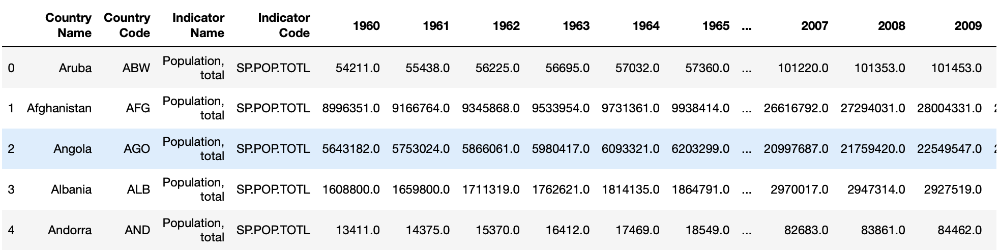 Country Name Country Code Indicator Name Indicator Code 1960 1961 1962 1963 1964 1965 ... 2007 2008 2009
0 Aruba ABW Population, total SP.POP.TOTL 54211.0 55438.0 56225.0 56695.0 57032.0 57360.0 ... 101220.0 101353.0 101453.0
1 Afghanistan AFG Population, total SP.POP.TOTL 8996351.0 9166764.0 9345868.0 9533954.0 9731361.0 9938414.0 ... 26616792.0 27294031.0 28004331.0
2 Angola AGO Population, total SP.POP.TOTL 5643182.0 5753024.0 5866061.0 5980417.0 6093321.0 6203299.0 ... 20997687.0 21759420.0 22549547.0
3 Albania ALB Population, total SP.POP.TOTL 1608800.0 1659800.0 1711319.0 1762621.0 1814135.0 1864791.0 ... 2970017.0 2947314.0 2927519.0
4 Andorra AND Population, total SP.POP.TOTL 13411.0 14375.0 15370.0 16412.0 17469.0 18549.0 ... 82683.0 83861.0 84462.0